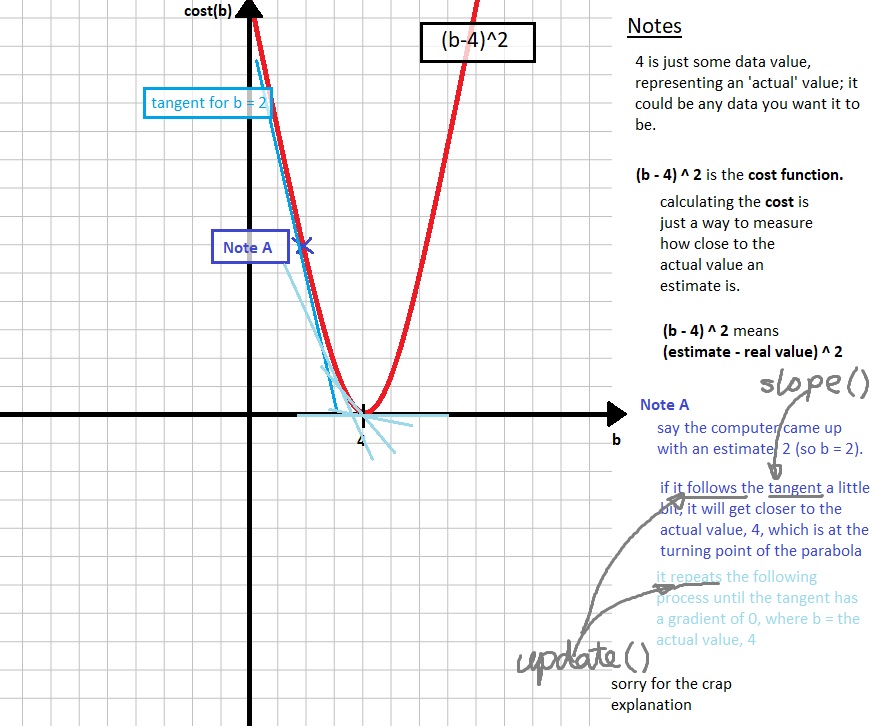 cost(b)
(b-4)^2
tangent for b = 2
Note A
4
b
Notes
4 is just some data value,
representing an 'actual' value; it
could be any data you want it to
be.
(b - 4) ^ 2 is the cost function.
calculating the cost is
just a way to measure
how close to the
actual value an
estimate is.
(b - 4) ^ 2 means
(estimate - real value) ^ 2
slope()
Note A
say the computer came up
with an estimate, 2 (so b = 2).
if it follows the tangent a little
bit, it will get closer to the
actual value, 4, which is at the
turning point of the parabola
it repeats the following
process until the tangent has
a gradient of 0, where b = the
actual value, 4
update()
sorry for the crap
explanation